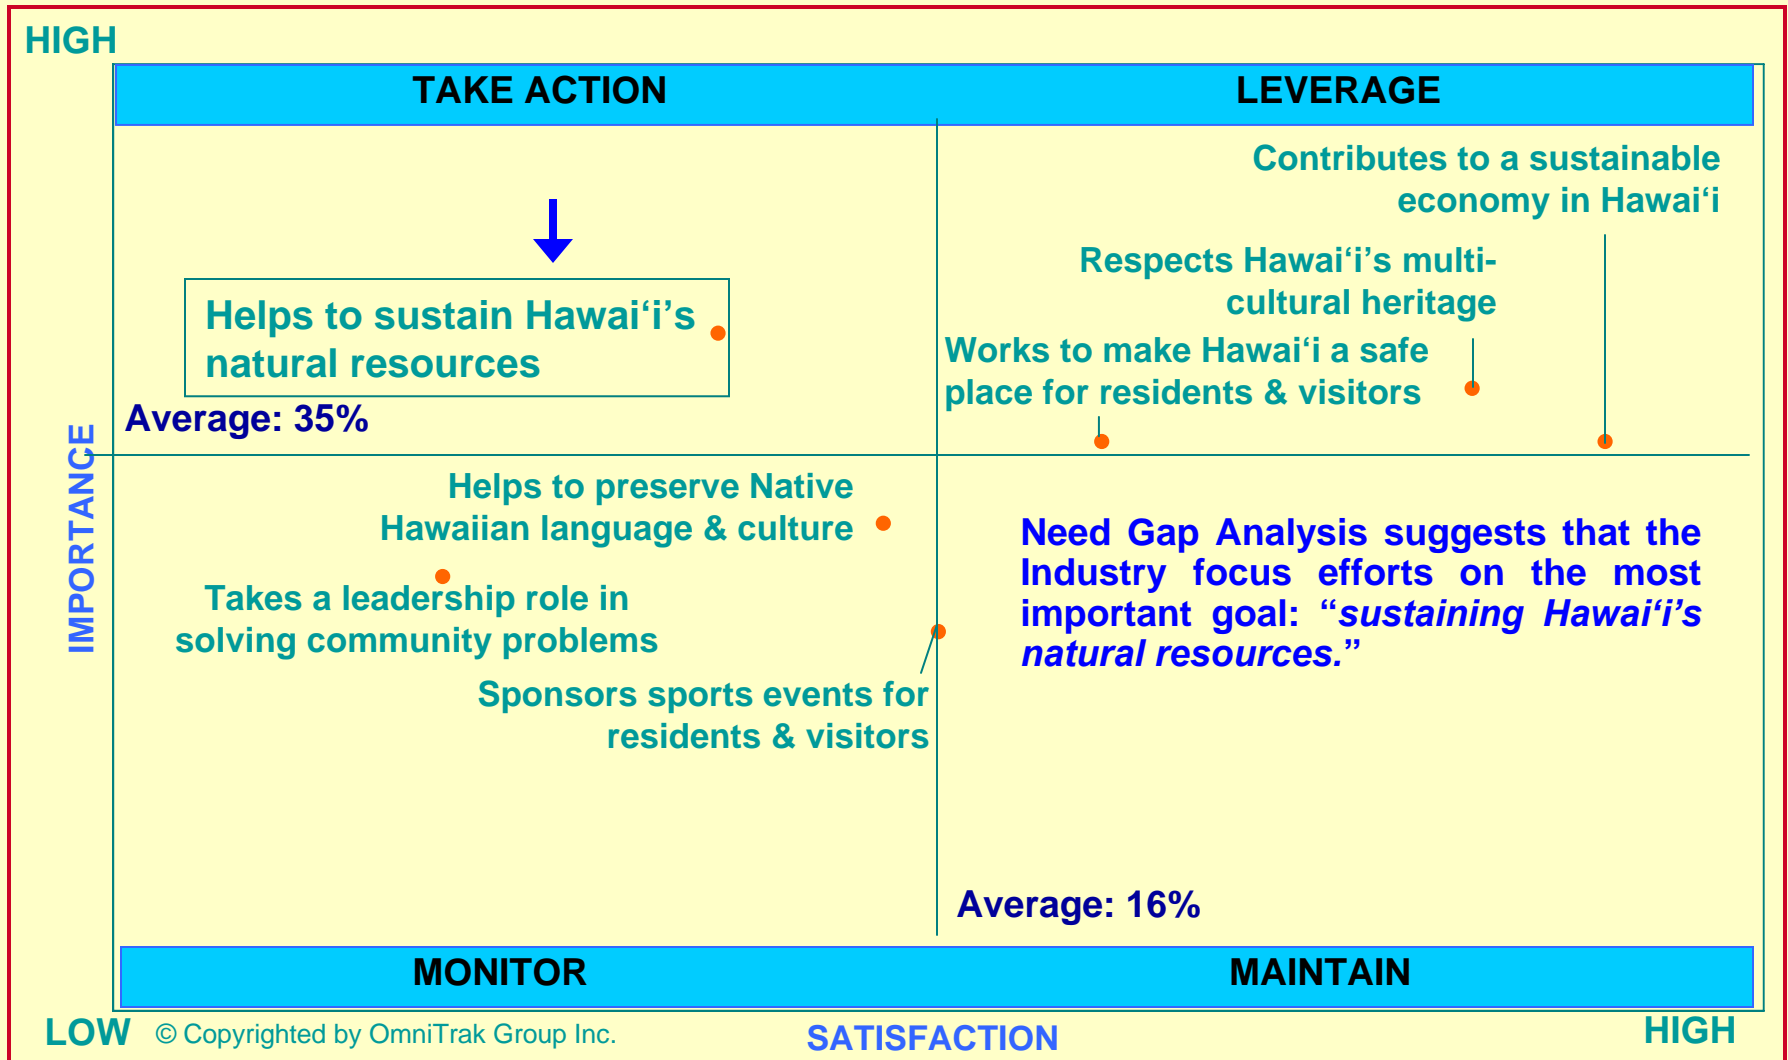 HIGH
TAKE ACTION
LEVERAGE
Contributes to a sustainable
economy in Hawai‘i
Respects Hawai‘i’s multi-
cultural heritage
Helps to sustain Hawai‘i’s
natural resources
Works to make Hawai‘i a safe
place for residents & visitors
Average: 35%
IMPORTANCE
Helps to preserve Native
Hawaiian language & culture
Takes a leadership role in
solving community problems
Sponsors sports events for
residents & visitors
Need Gap Analysis suggests that the
Industry focus efforts on the most
important goal: “sustaining Hawai‘i’s
natural resources.”
Average: 16%
MONITOR
MAINTAIN
LOW
© Copyrighted by OmniTrak Group Inc.
SATISFACTION
HIGH